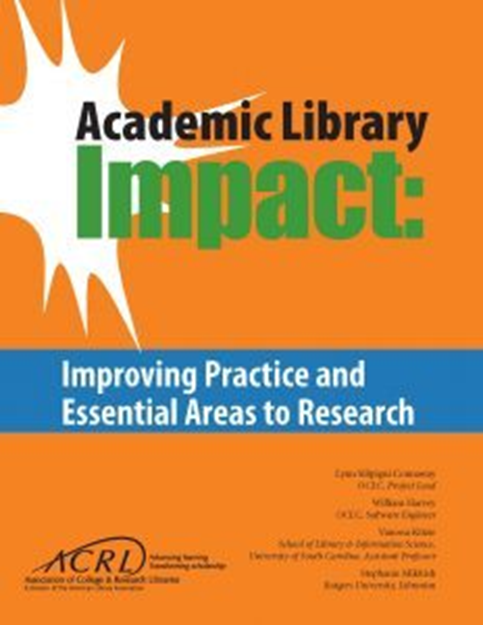 Academic Library
Impact:
Improving Practice and
Essential Areas to Research
Lynn Silipigni Connaway
OCLC, Project Lead
William Harvey
OCLC, Software Engineer
Vanessa Kitzie
School of Library & Information Science,
University of South Carolina, Assistant Professor
Stephanie Mikitish
Rutgers University,
ACRL
Advancing learning
Transforming scholarship
Association of College & Research Libraries
A division of the American Library Association